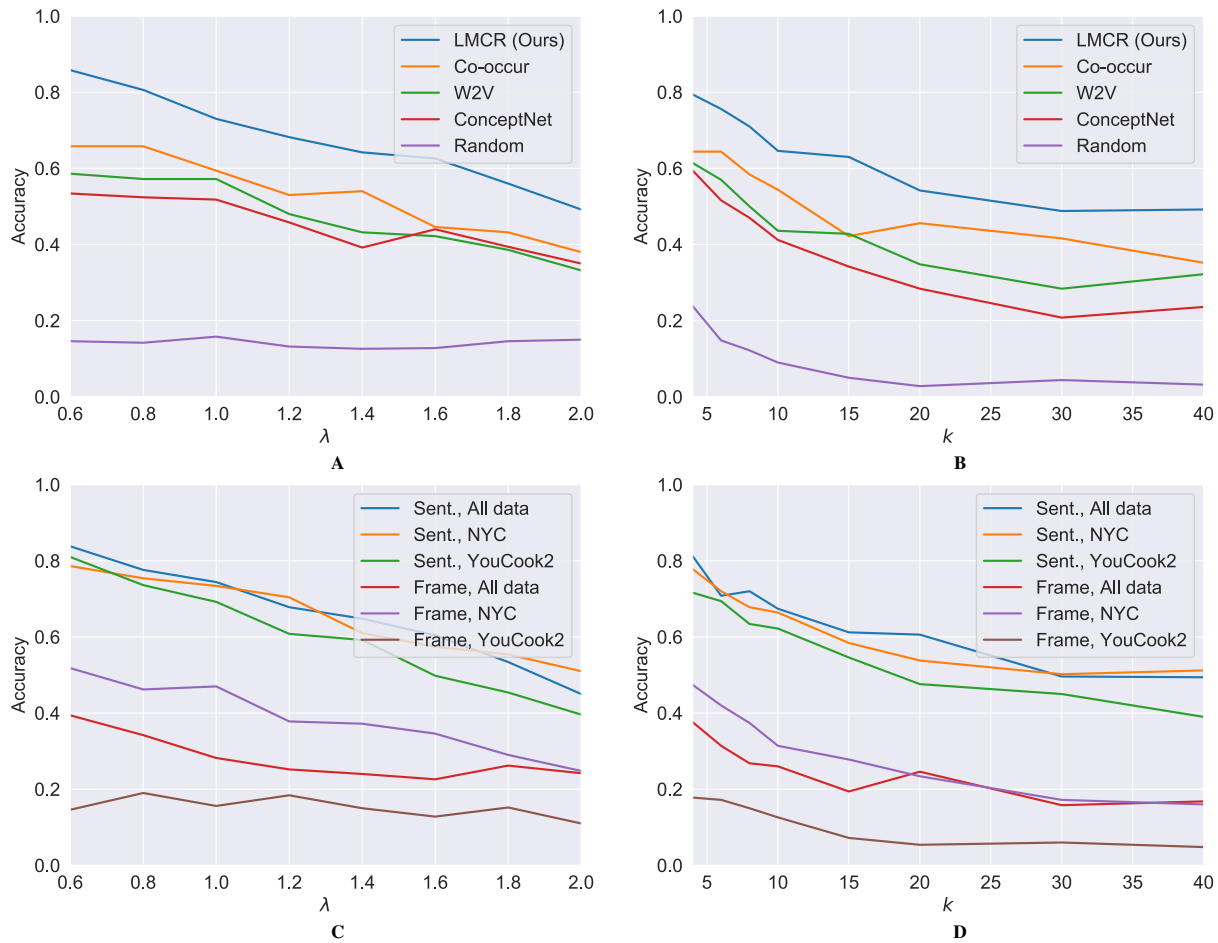 1.0
0.8
0.6
0.4
0.2
0.0
Accuracy
LMCR (Ours)
Co-occur
W2V
ConceptNet
Random
0.6 0.8 1.0 1.2 1.4 1.6 1.8 2.0
λ
A
1.0
0.8
0.6
0.4
0.2
0.0
Accuracy
LMCR (Ours)
Co-occur
W2V
ConceptNet
Random
5 10 15 20 25 30 35 40
k
B
1.0
0.8
0.6
0.4
0.2
0.0
Accuracy
Sent., All data
Sent., NYC
Sent., YouCook2
Frame, All data
Frame, NYC
Frame, YouCook2
0.6 0.8 1.0 1.2 1.4 1.6 1.8 2.0
λ
C
1.0
0.8
0.6
0.4
0.2
0.0
Accuracy
Sent., All data
Sent., NYC
Sent., YouCook2
Frame, All data
Frame, NYC
Frame, YouCook2
5 10 15 20 25 30 35 40
k
D